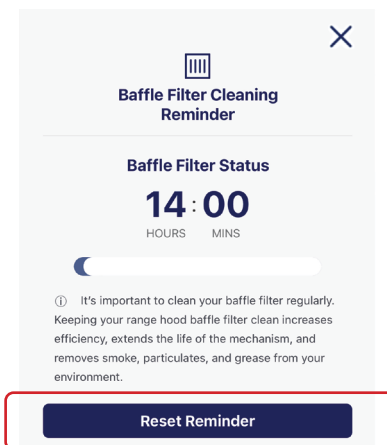 Baffle Filter Cleaning
Reminder
Baffle Filter Status
14 : 00
HOURS MINS
ⓘ It's important to clean your baffle filter regularly.
Keeping your range hood baffle filter clean increases
efficiency, extends the life of the mechanism, and
removes smoke, particulates, and grease from your
environment.
Reset Reminder